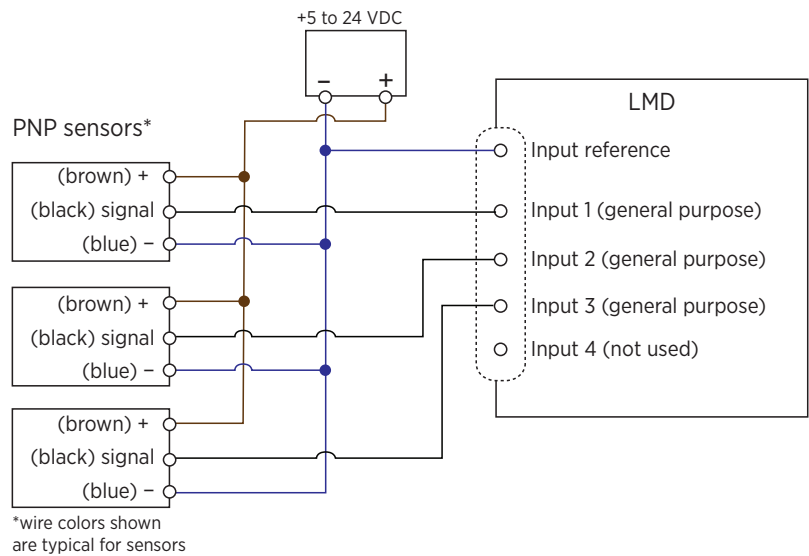 +5 to 24 VDC
– +
LMD
PNP sensors*
Input reference
(brown) +
(black) signal
Input 1 (general purpose)
(blue) –
Input 2 (general purpose)
(brown) +
Input 3 (general purpose)
(black) signal
Input 4 (not used)
(blue) –
(brown) +
(black) signal
(blue) –
*wire colors shown
are typical for sensors